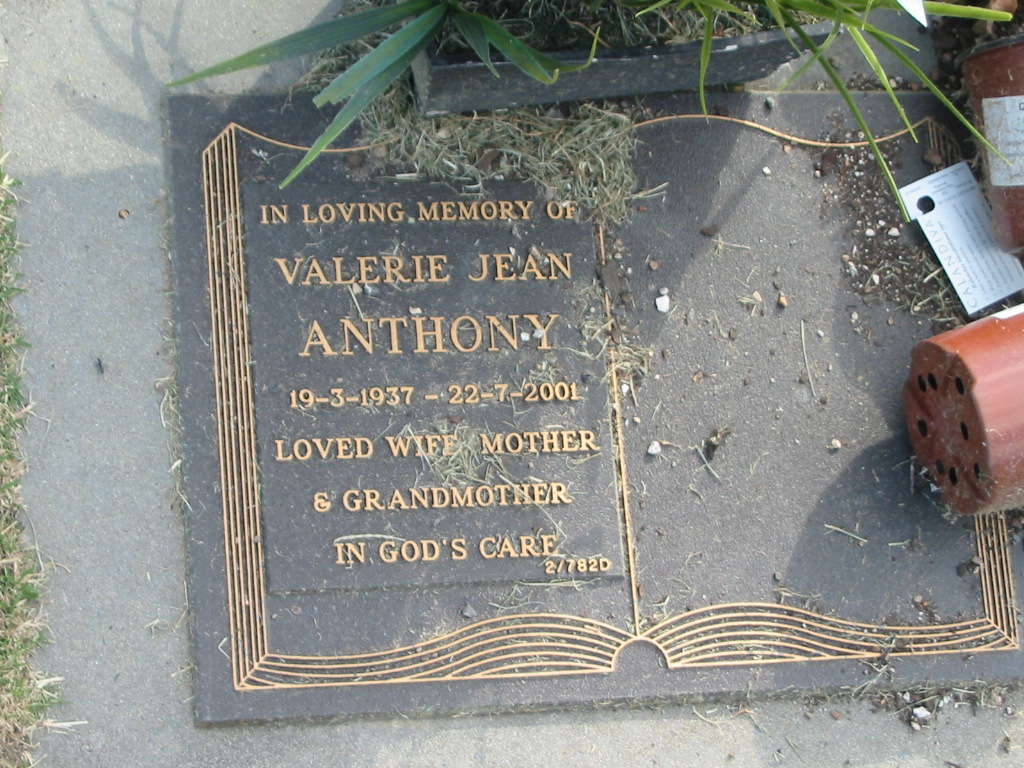 IN LOVING MEMORY OF
VALERIE JEAN
ANTHONY
19-3-1937 - 22-7-2001
LOVED WIFE MOTHER
& GRANDMOTHER
IN GOD'S CARE
2/782D
CALANDIVA